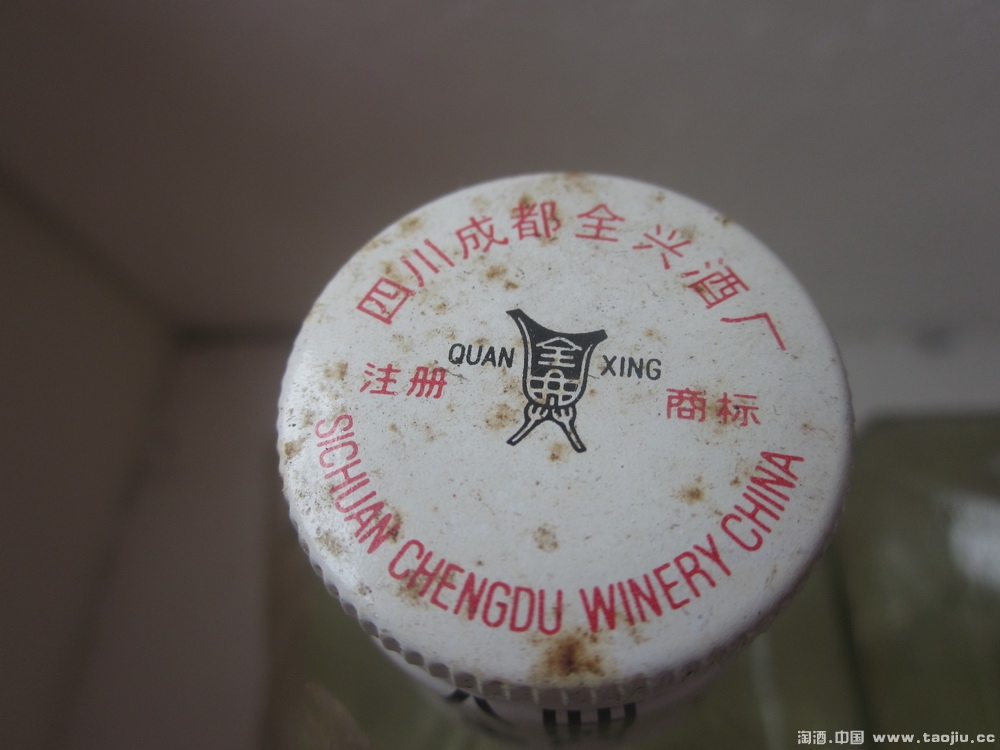 四川成都全兴酒厂
QUAN XING
注册 商标
SICHUAN CHENGDU WINERY CHINA
淘酒.中国 www.taojiu.cc